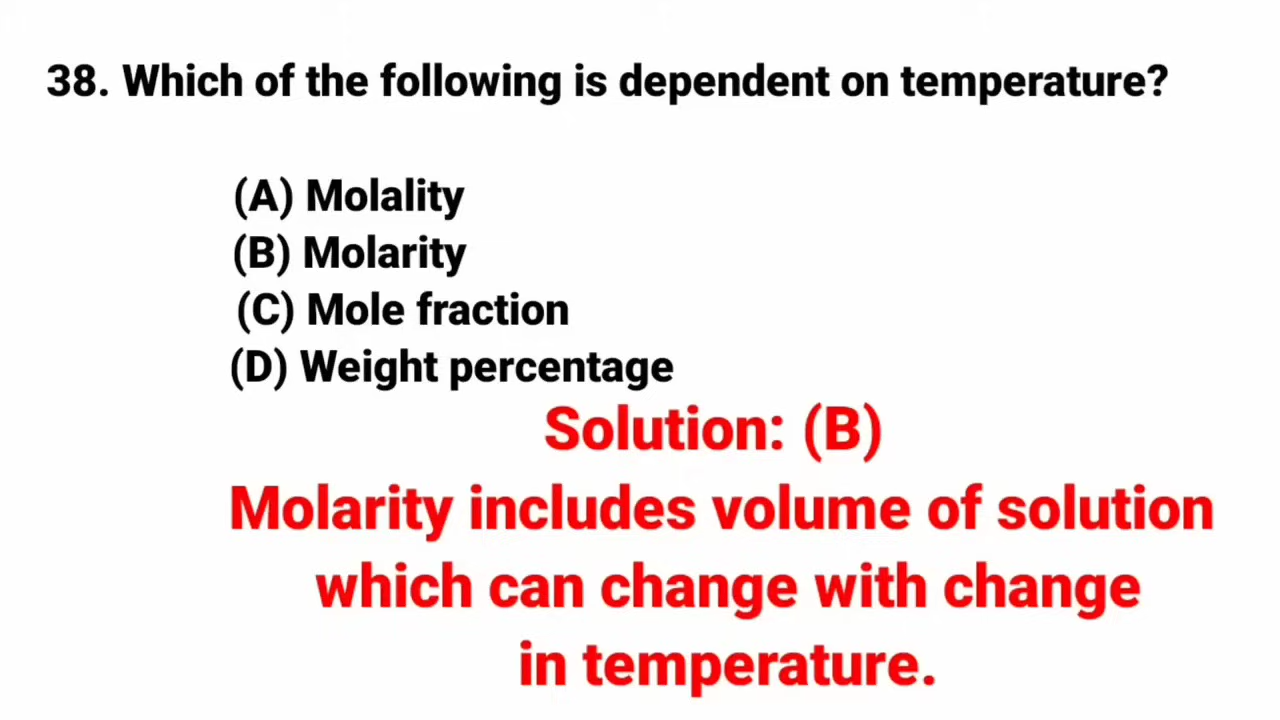 38. Which of the following is dependent on temperature?
(A) Molality
(B) Molarity
(C) Mole fraction
(D) Weight percentage
Solution: (B)
Molarity includes volume of solution
which can change with change
in temperature.